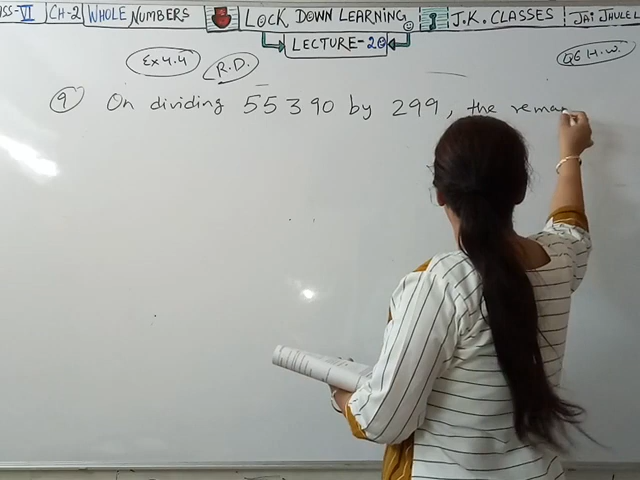 SS-VI CH-2 WHOLE NUMBERS LOCK DOWN LEARNING J.K. CLASSES JAI JHULEL
LECTURE-20
Ex 4.4 R.D. Q6 H.W.
9 On dividing 55390 by 299, the remai